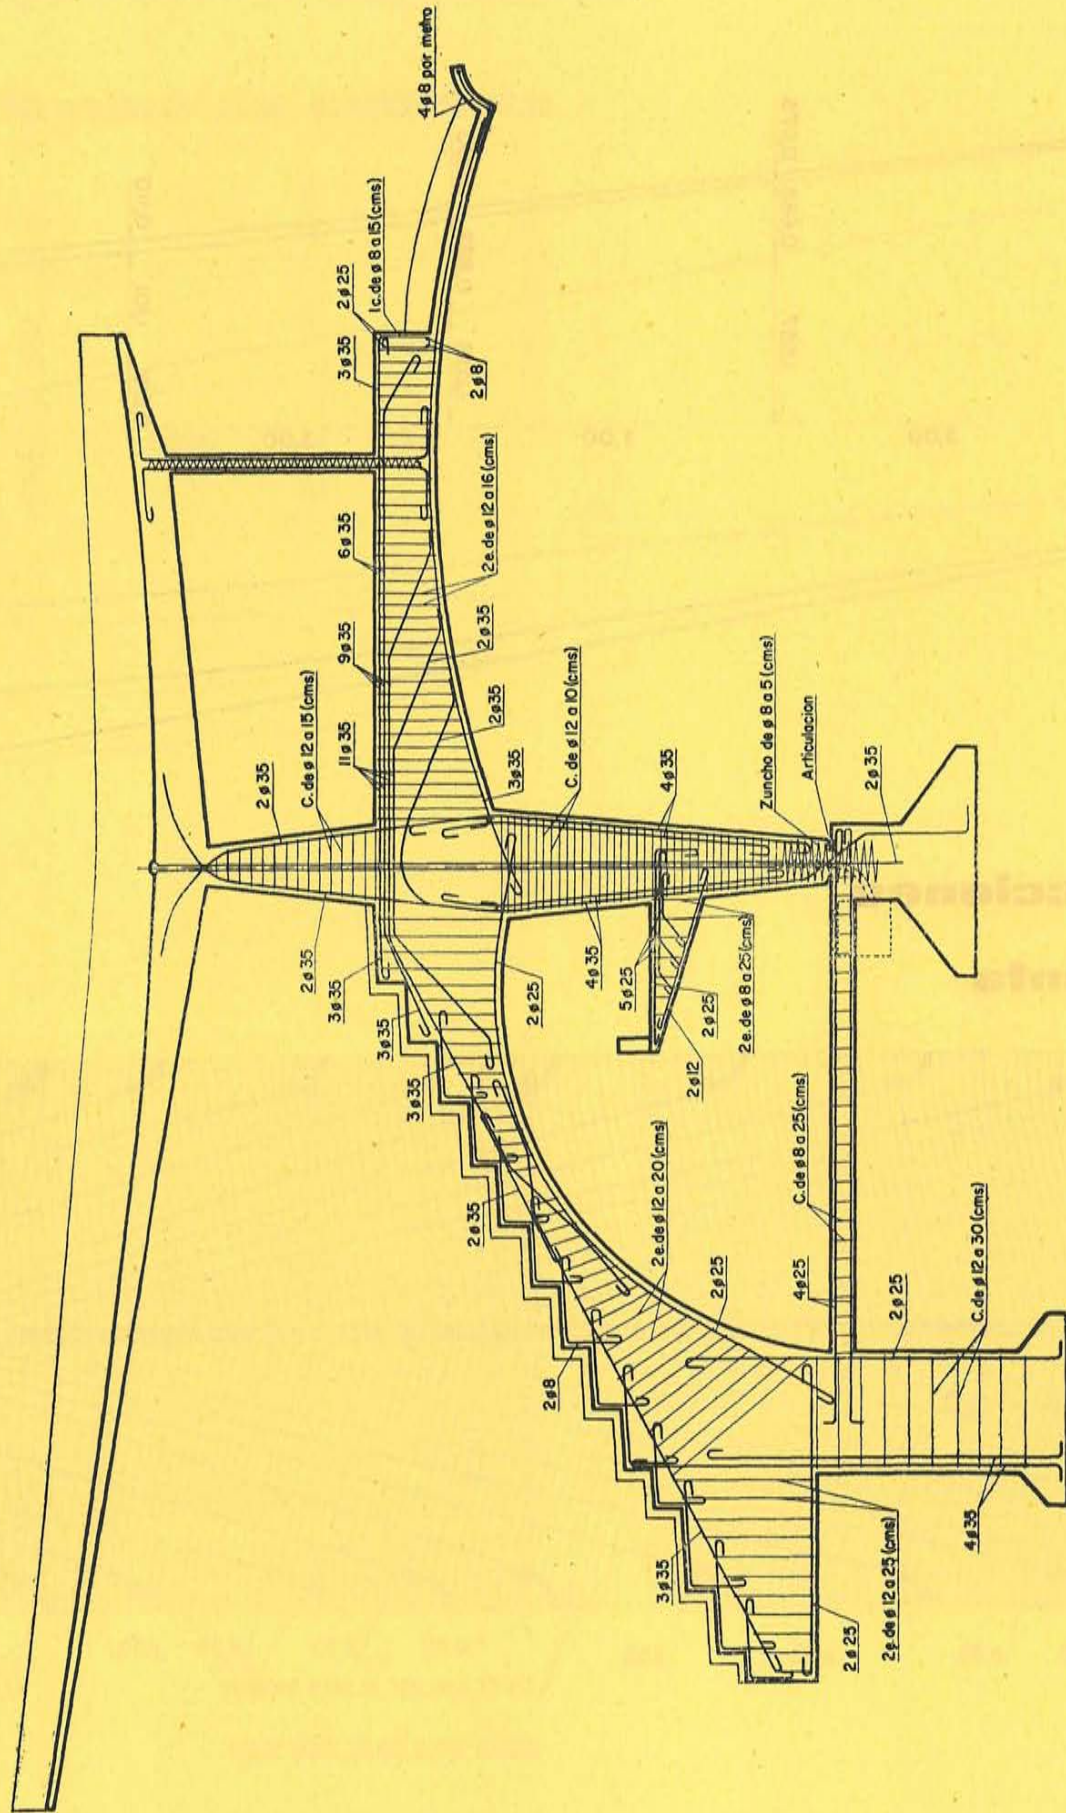 4ø8 por metro
1c.de ø 8 a 15 (cms)
2 ø 25
3 ø 35
2 ø 8
6 ø 35
2e.de ø 12 a 16 (cms)
9 ø 35
2 ø 35
11 ø 35
2 ø 35
C. de ø 12 a 15 (cms)
2 ø 35
3 ø 35
C. de ø 12 a 10 (cms)
4 ø 35
Zuncho de ø 8 a 5 (cms)
Articulacion
2 ø 35
2 ø 35
3 ø 35
3 ø 35
3 ø 35
2 ø 25
4 ø 35
5 ø 25
2 ø 25
2e. de ø 8 a 25 (cms)
2 ø 12
2 ø 35
2e.de ø 12 a 20 (cms)
2 ø 25
C. de ø 8 a 25 (cms)
4 ø 25
2 ø 25
C. de ø 12 a 30 (cms)
2 ø 8
3 ø 35
2 ø 25
2e.de ø 12 a 25 (cms)
4 ø 35